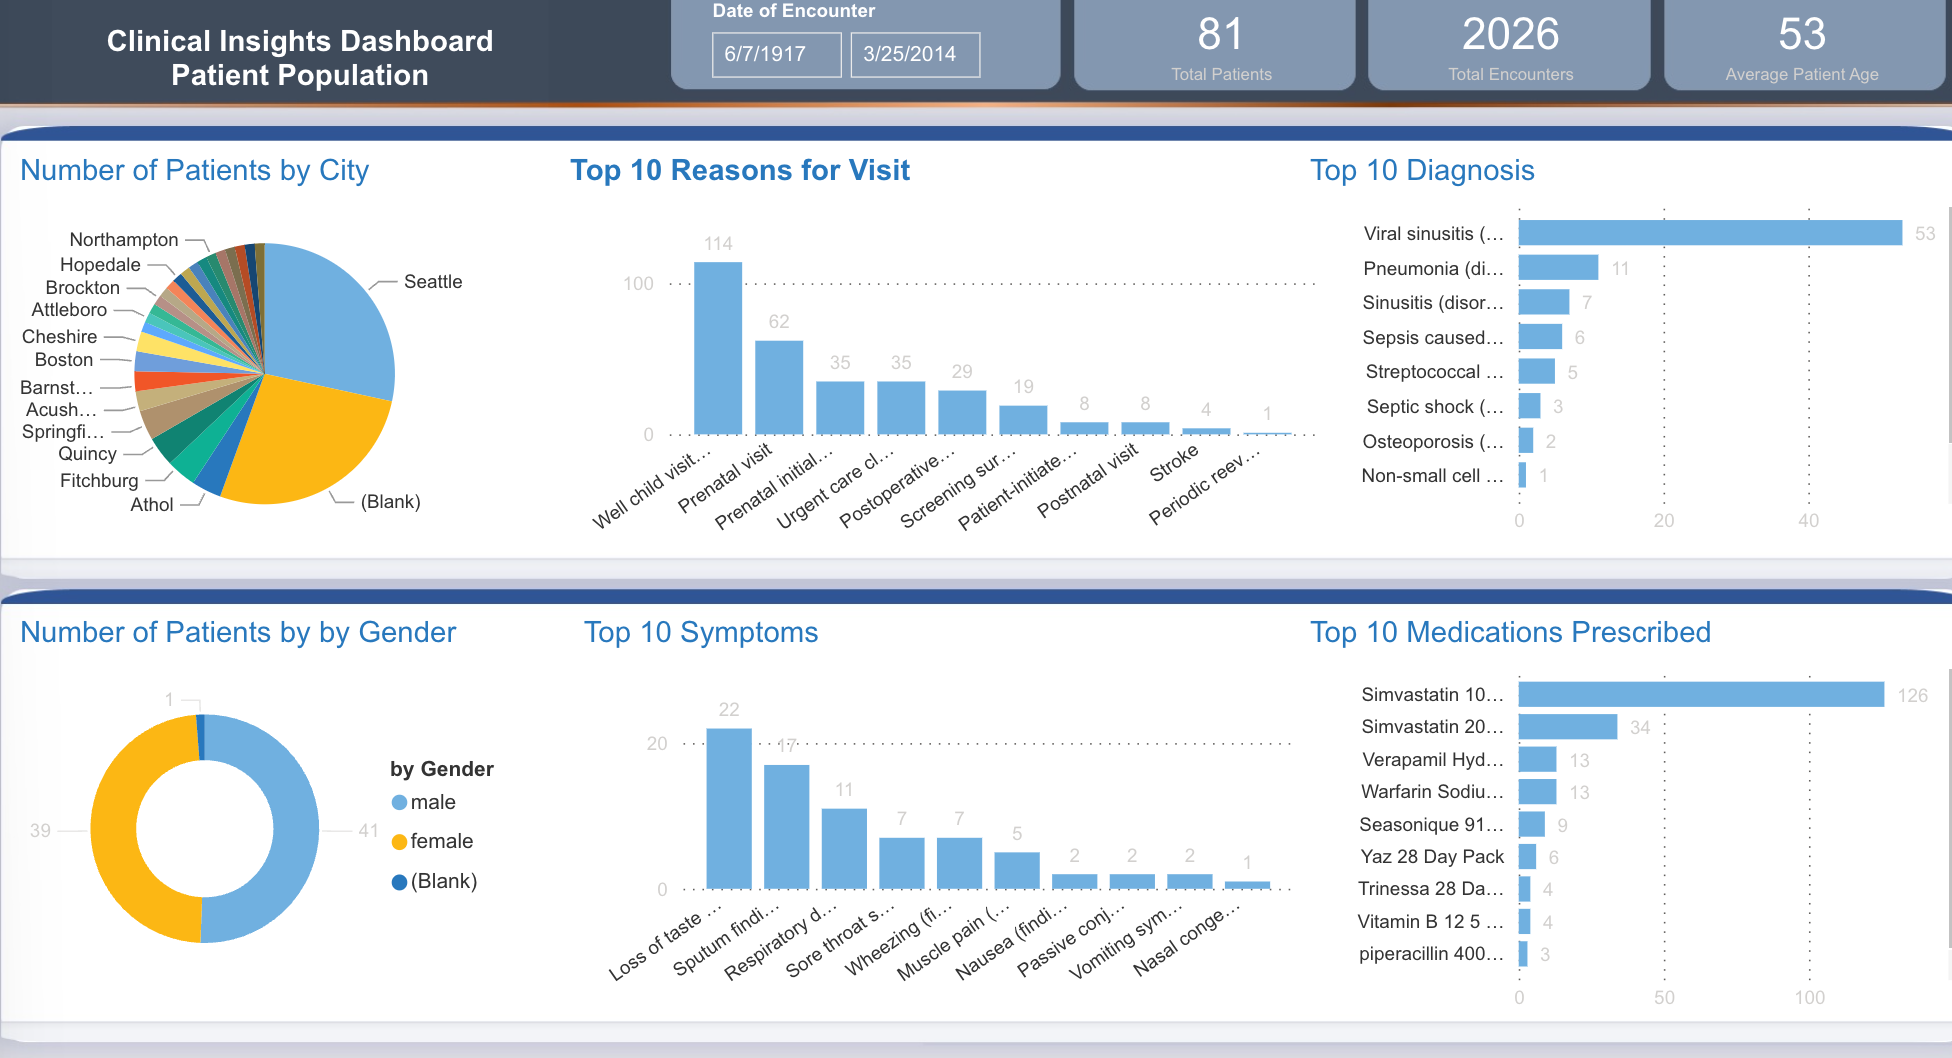 Clinical Insights Dashboard
Patient Population
Date of Encounter
6/7/1917
3/25/2014
81
Total Patients
2026
Total Encounters
53
Average Patient Age
Number of Patients by City
Northampton
Hopedale
Brockton
Attleboro
Cheshire
Boston
Barnst…
Acush…
Springfi…
Quincy
Fitchburg
Athol
Seattle
(Blank)
Top 10 Reasons for Visit
100
0
114
62
35
35
29
19
8
8
4
1
Well child visit…
Prenatal visit
Prenatal initial…
Urgent care cl…
Postoperative…
Screening sur…
Patient-initiate…
Postnatal visit
Stroke
Periodic reev…
Top 10 Diagnosis
Viral sinusitis (… 53
Pneumonia (di… 11
Sinusitis (disor… 7
Sepsis caused… 6
Streptococcal … 5
Septic shock (… 3
Osteoporosis (… 2
Non-small cell … 1
0 20 40
Number of Patients by by Gender
1
39
41
by Gender
male
female
(Blank)
Top 10 Symptoms
20
0
22
17
11
7
7
5
2
2
2
1
Loss of taste …
Sputum findi…
Respiratory d…
Sore throat s…
Wheezing (fi…
Muscle pain (…
Nausea (findi…
Passive conj…
Vomiting sym…
Nasal conge…
Top 10 Medications Prescribed
Simvastatin 10… 126
Simvastatin 20… 34
Verapamil Hyd… 13
Warfarin Sodiu… 13
Seasonique 91… 9
Yaz 28 Day Pack 6
Trinessa 28 Da… 4
Vitamin B 12 5 … 4
piperacillin 400… 3
0 50 100